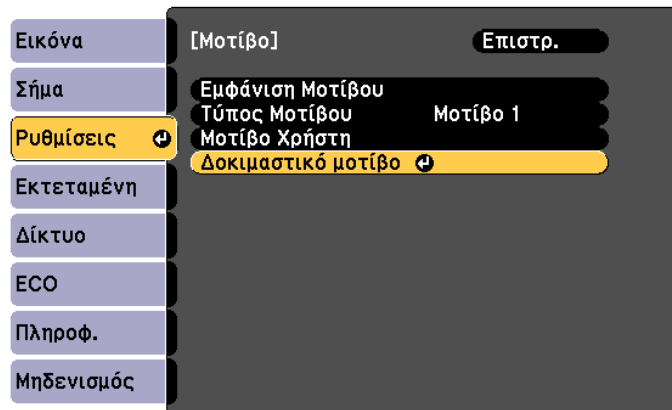 Εικόνα
Σήμα
Ρυθμίσεις
Εκτεταμένη
Δίκτυο
ECO
Πληροφ.
Μηδενισμός
[Μοτίβο] Επιστρ.
Εμφάνιση Μοτίβου
Τύπος Μοτίβου Μοτίβο 1
Μοτίβο Χρήστη
Δοκιμαστικό μοτίβο